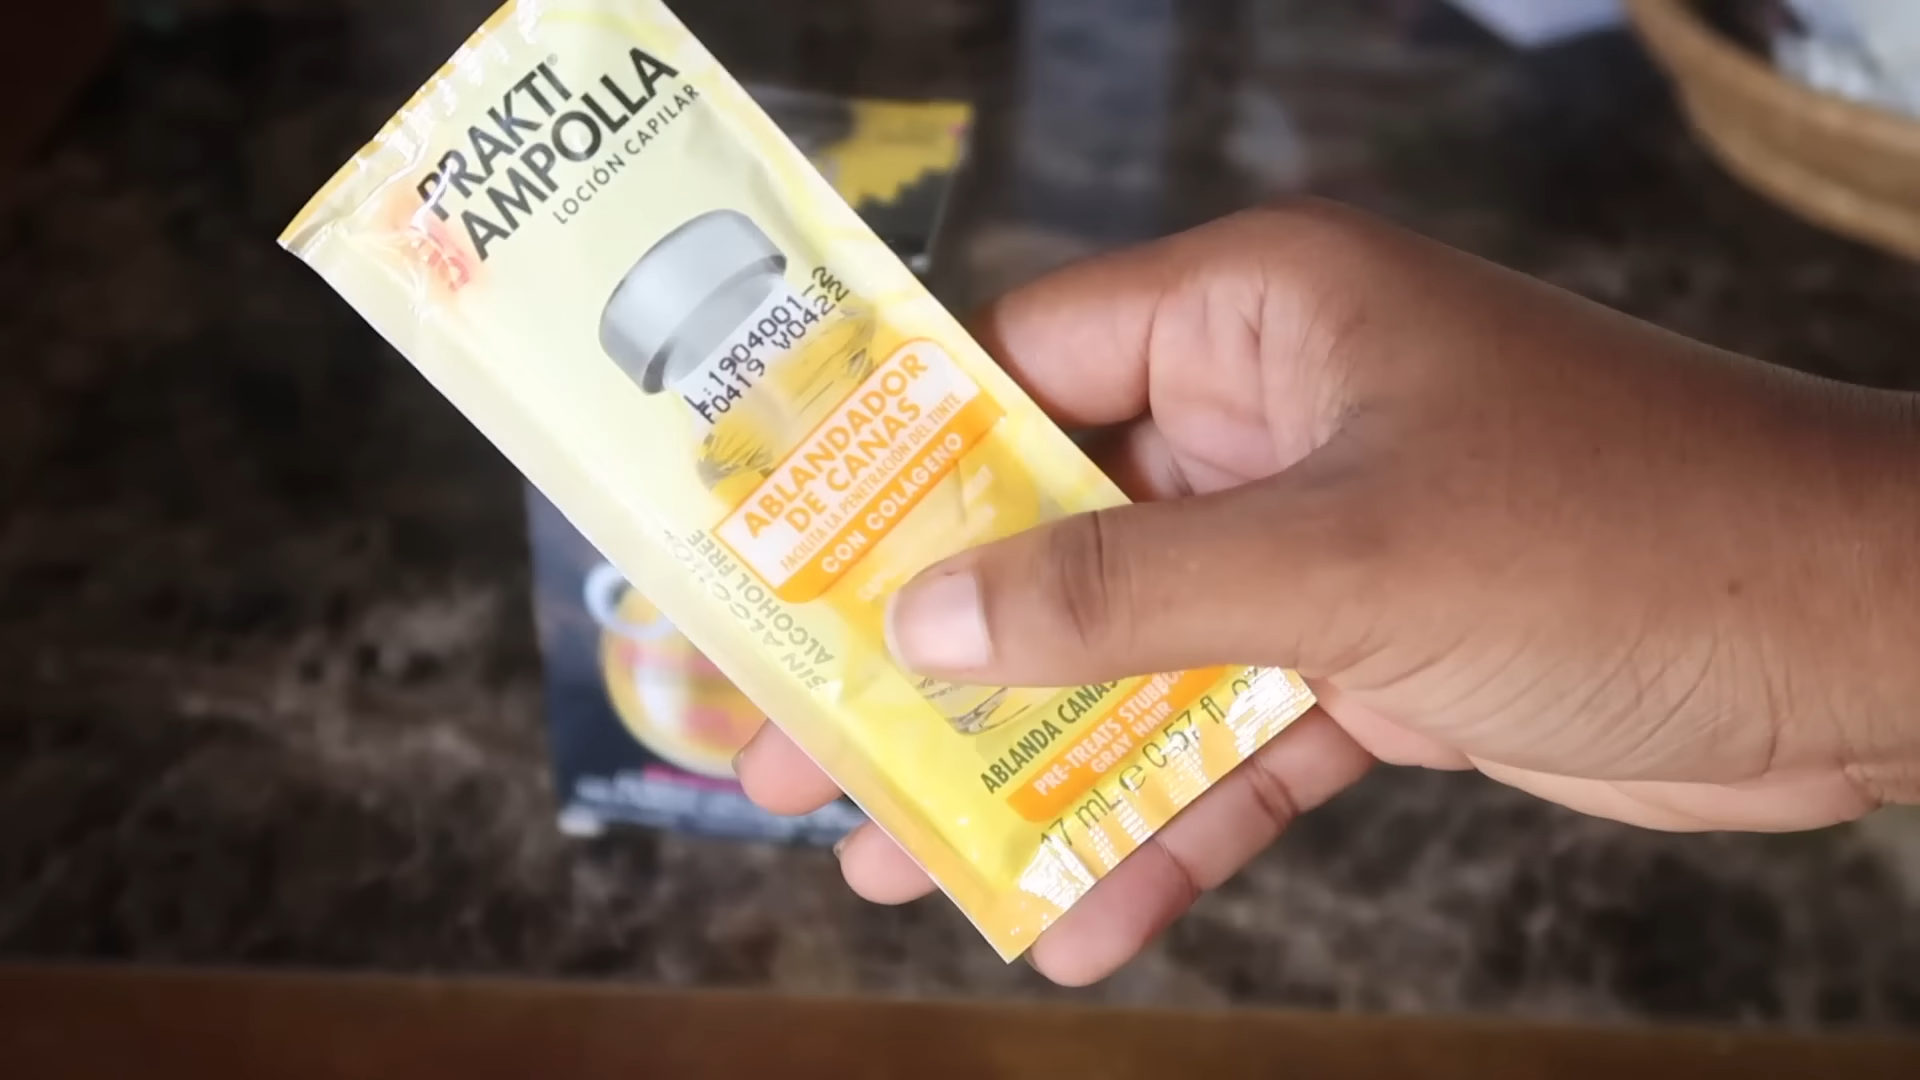 PRAKTI®
AMPOLLA
LOCIÓN CAPILAR
L:1904001-2
F0419 V0422
ABLANDADOR
DE CANAS
FACILITA LA PENETRACIÓN DEL TINTE
CON COLÁGENO
SIN ALCOHOL
ALCOHOL FREE
ABLANDA CANAS
PRE-TREATS
GRAY HAIR
17 mL e 0.57 fl. oz